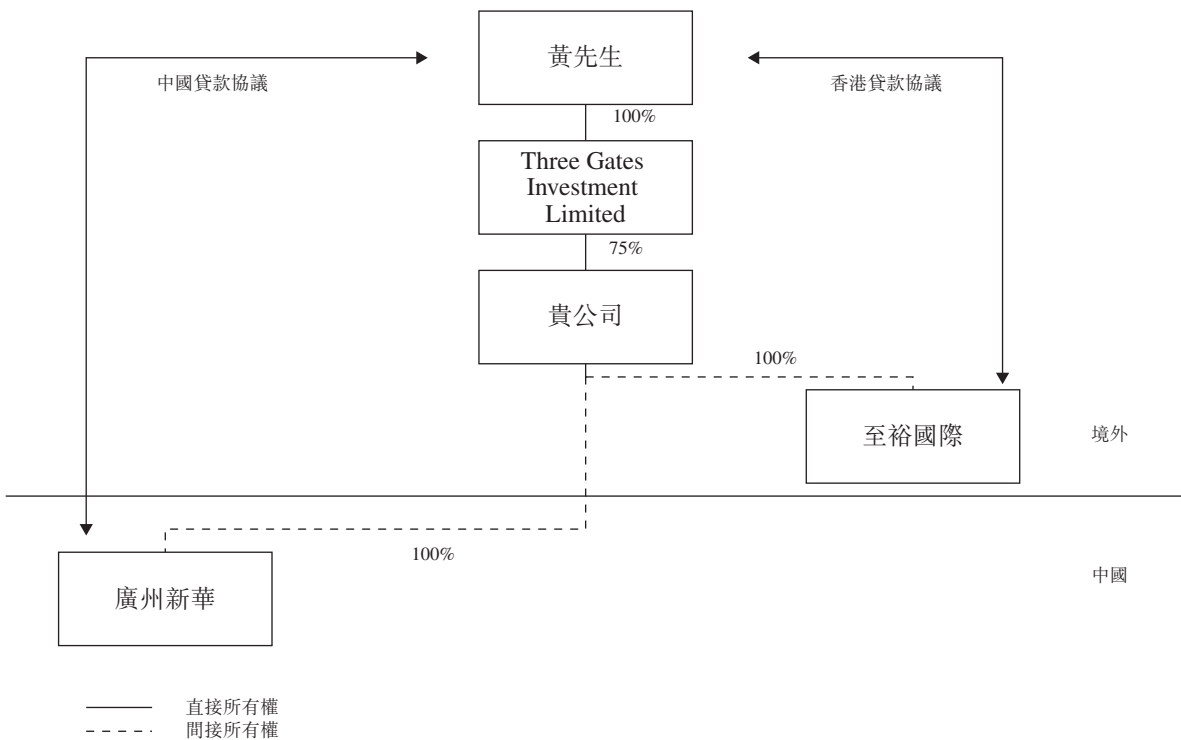 黃先生
中國貸款協議
香港貸款協議
100%
Three Gates
Investment
Limited
75%
貴公司
100%
至裕國際
境外
100%
中國
廣州新華
直接所有權
間接所有權